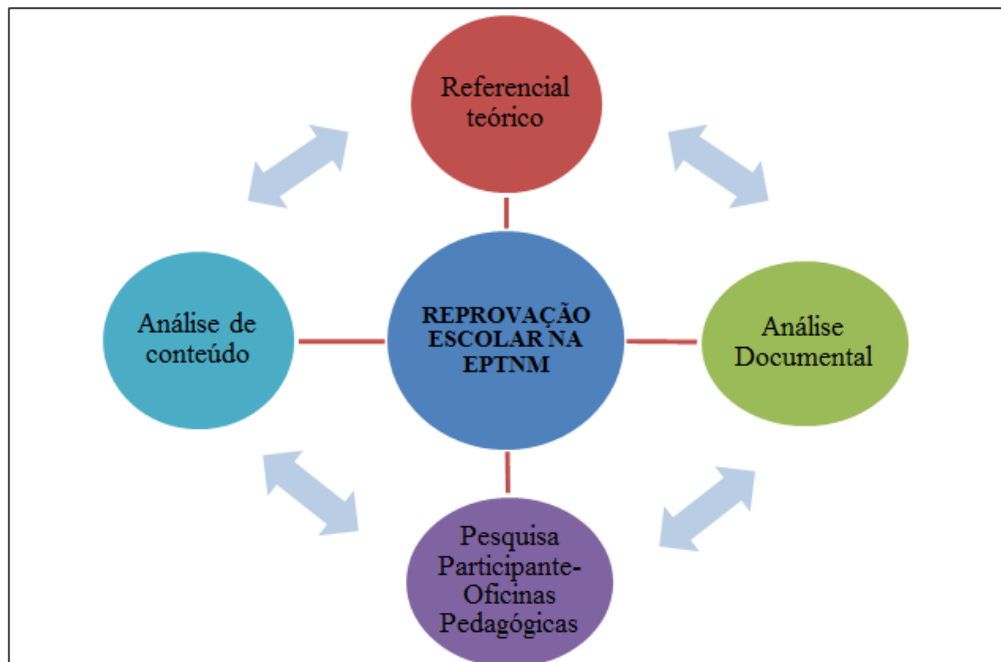 Referencial
teórico
Análise de
conteúdo
REPROVAÇÃO
ESCOLAR NA
EPTNM
Análise
Documental
Pesquisa
Participante-
Oficinas
Pedagógicas